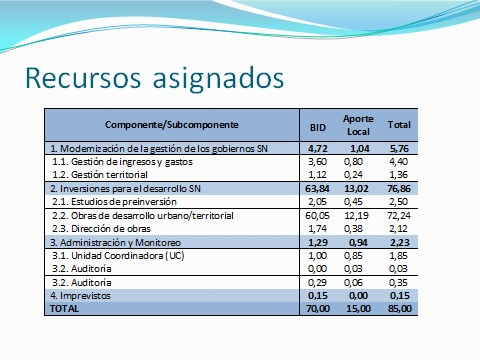 Recursos asignados
Componente/Subcomponente BID Aporte Local Total
1. Modernización de la gestión de los gobiernos SN 4,72 1,04 5,76
1.1. Gestión de ingresos y gastos 3,60 0,80 4,40
1.2. Gestión territorial 1,12 0,24 1,36
2. Inversiones para el desarrollo SN 63,84 13,02 76,86
2.1. Estudios de preinversión 2,05 0,45 2,50
2.2. Obras de desarrollo urbano/territorial 60,05 12,19 72,24
2.3. Dirección de obras 1,74 0,38 2,12
3. Administración y Monitoreo 1,29 0,94 2,23
3.1. Unidad Coordinadora (UC) 1,00 0,85 1,85
3.2. Auditoría 0,00 0,03 0,03
3.2. Auditoría 0,29 0,06 0,35
4. Imprevistos 0,15 0,00 0,15
TOTAL 70,00 15,00 85,00